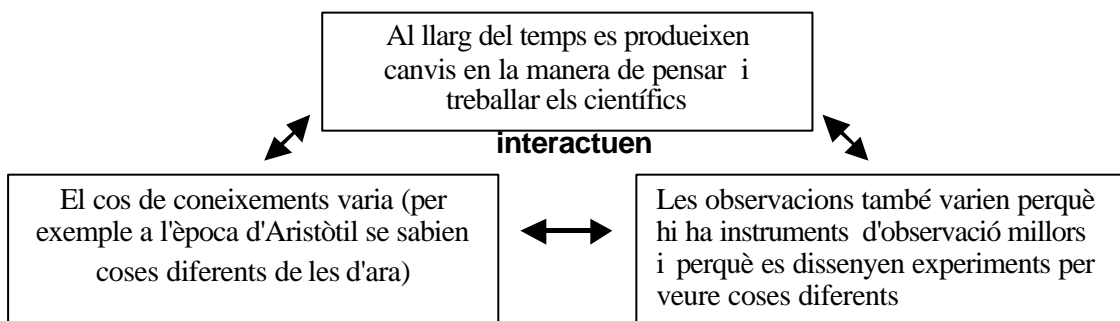 Al llarg del temps es produeixen
canvis en la manera de pensar i
treballar els científics
interactuen
El cos de coneixements varia (per
exemple a l'època d'Aristòtil se sabien
coses diferents de les d'ara)
Les observacions també varien perquè
hi ha instruments d'observació millors
i perquè es dissenyen experiments per
veure coses diferents